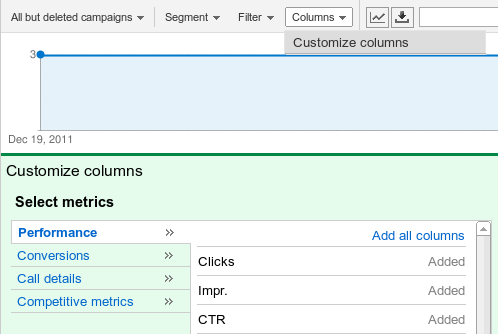 All but deleted campaigns Segment Filter Columns
Customize columns
3
Dec 19, 2011
Customize columns
Select metrics
Performance »
Add all columns
Conversions »
Clicks Added
Call details »
Impr. Added
Competitive metrics »
CTR Added